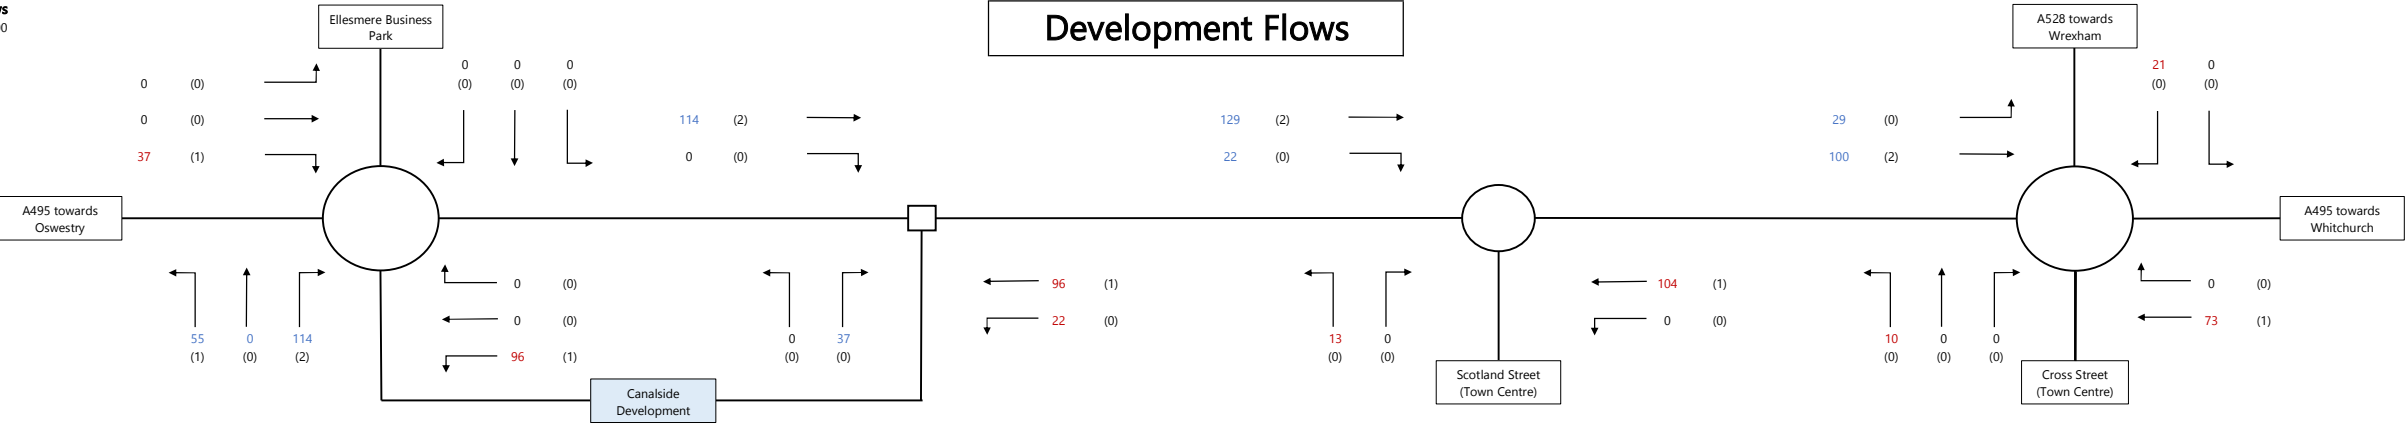 ws
00
Development Flows
Ellesmere Business
Park
A528 towards
Wrexham
0 0 0
(0) (0) (0)
0 (0)
0 (0)
37 (1)
114 (2)
0 (0)
129 (2)
22 (0)
29 (0)
100 (2)
21 0
(0) (0)
A495 towards
Oswestry
A495 towards
Whitchurch
55 0 114
(1) (0) (2)
0 (0)
0 (0)
96 (1)
0 37
(0) (0)
96 (1)
22 (0)
13 0
(0) (0)
104 (1)
0 (0)
10 0 0
(0) (0) (0)
0 (0)
73 (1)
Canalside
Development
Scotland Street
(Town Centre)
Cross Street
(Town Centre)